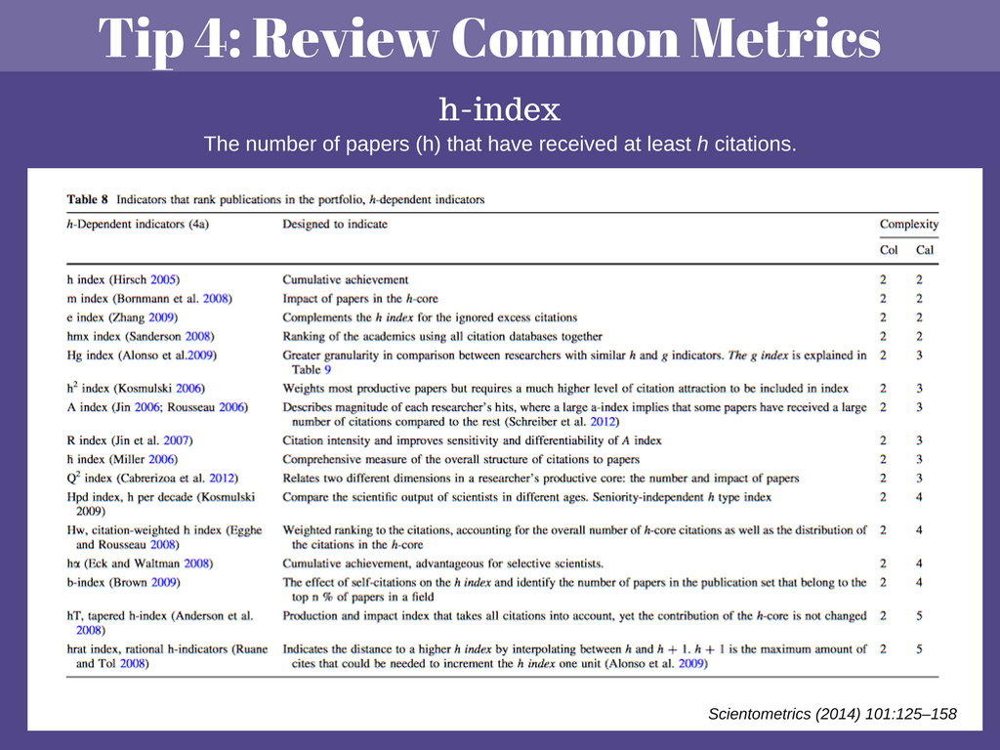 Tip 4: Review Common Metrics
h-index
The number of papers (h) that have received at least h citations.
Table 8 Indicators that rank publications in the portfolio, h-dependent indicators
h-Dependent indicators (4a) Designed to indicate Complexity
Col Cal
h index (Hirsch 2005) Cumulative achievement 2 2
m index (Bornmann et al. 2008) Impact of papers in the h-core 2 2
e index (Zhang 2009) Complements the h index for the ignored excess citations 2 2
hmx index (Sanderson 2008) Ranking of the academics using all citation databases together 2 2
Hg index (Alonso et al.2009) Greater granularity in comparison between researchers with similar h and g indicators. The g index is explained in 2 3
Table 9
h² index (Kosmulski 2006) Weights most productive papers but requires a much higher level of citation attraction to be included in index 2 3
A index (Jin 2006; Rousseau 2006) Describes magnitude of each researcher's hits, where a large a-index implies that some papers have received a large 2 3
number of citations compared to the rest (Schreiber et al. 2012)
R index (Jin et al. 2007) Citation intensity and improves sensitivity and differentiability of A index 2 3
ħ index (Miller 2006) Comprehensive measure of the overall structure of citations to papers 2 3
Q² index (Cabrerizoa et al. 2012) Relates two different dimensions in a researcher's productive core: the number and impact of papers 2 3
Hpd index, h per decade (Kosmulski Compare the scientific output of scientists in different ages. Seniority-independent h type index 2 4
2009)
Hw, citation-weighted h index (Egghe Weighted ranking to the citations, accounting for the overall number of h-core citations as well as the distribution of 2 4
and Rousseau 2008) the citations in the h-core
hα (Eck and Waltman 2008) Cumulative achievement, advantageous for selective scientists. 2 4
b-index (Brown 2009) The effect of self-citations on the h index and identify the number of papers in the publication set that belong to the 2 4
top n % of papers in a field
hT, tapered h-index (Anderson et al. Production and impact index that takes all citations into account, yet the contribution of the h-core is not changed 2 5
2008)
hrat index, rational h-indicators (Ruane Indicates the distance to a higher h index by interpolating between h and h + 1. h + 1 is the maximum amount of 2 5
and Tol 2008) cites that could be needed to increment the h index one unit (Alonso et al. 2009)
Scientometrics (2014) 101:125–158